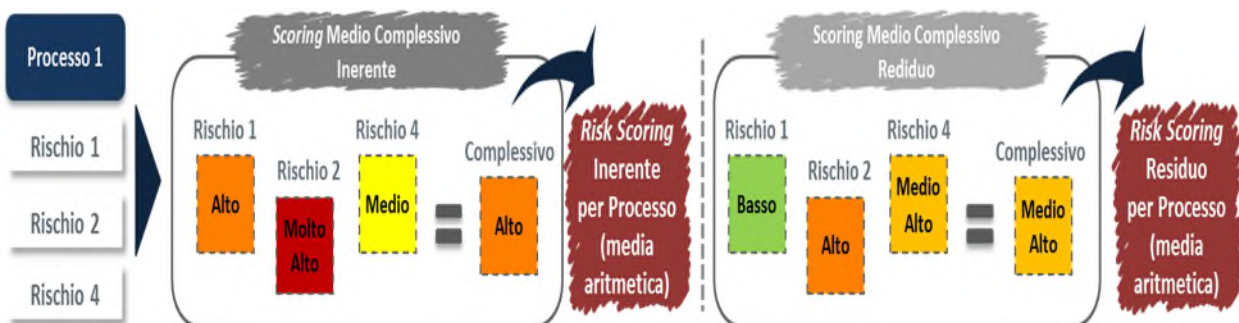 Processo 1
Rischio 1
Rischio 2
Rischio 4
Scoring Medio Complessivo
Inerente
Rischio 1
Alto
Rischio 2
Molto
Alto
Rischio 4
Medio
=
Complessivo
Alto
Risk Scoring
Inerente
per Processo
(media
aritmetica)
Scoring Medio Complessivo
Residuo
Rischio 1
Basso
Rischio 2
Alto
Rischio 4
Medio
Alto
=
Complessivo
Medio
Alto
Risk Scoring
Residuo
per Processo
(media
aritmetica)